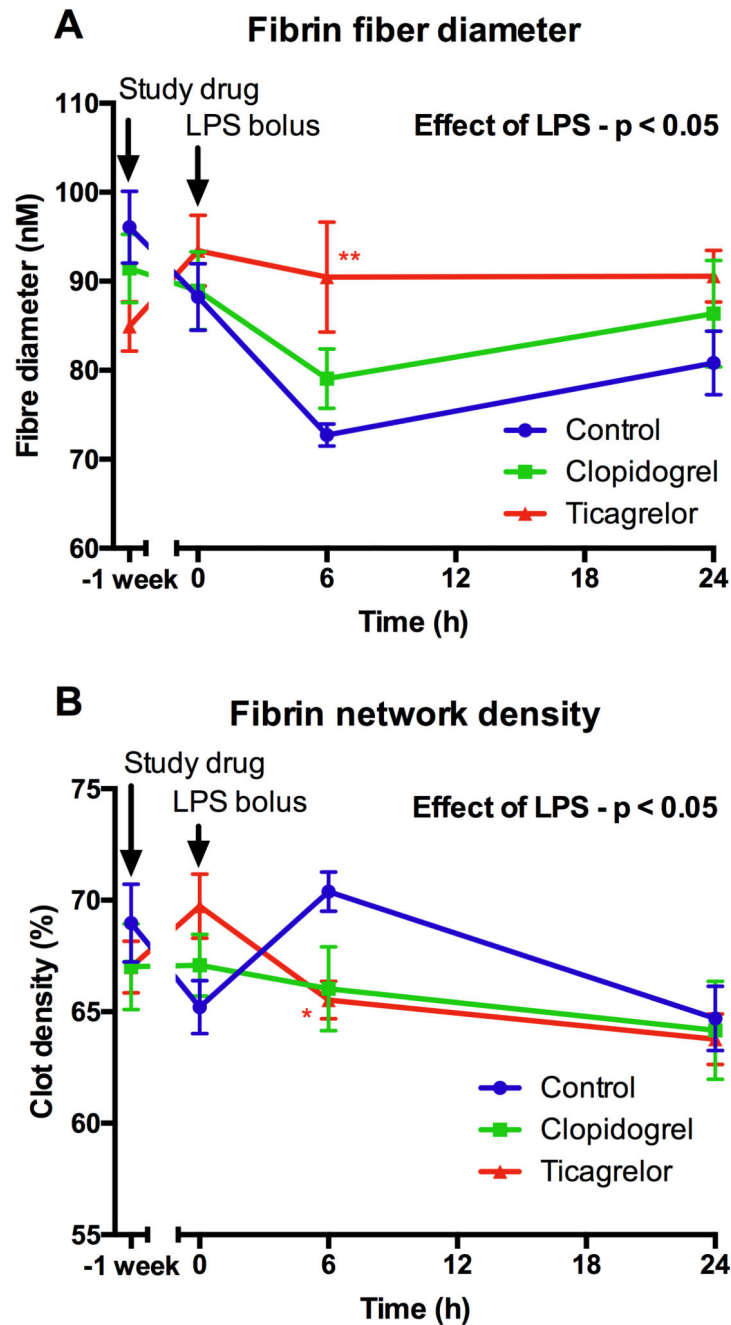 A
Fibrin fiber diameter
Study drug
LPS bolus
Effect of LPS - p < 0.05
Fibre diameter (nM)
110
100
90
80
70
60
**
Control
Clopidogrel
Ticagrelor
-1 week 0 6 12 18 24
Time (h)
B
Fibrin network density
Study drug
LPS bolus
Effect of LPS - p < 0.05
Clot density (%)
75
70
65
60
55
*
Control
Clopidogrel
Ticagrelor
-1 week 0 6 12 18 24
Time (h)